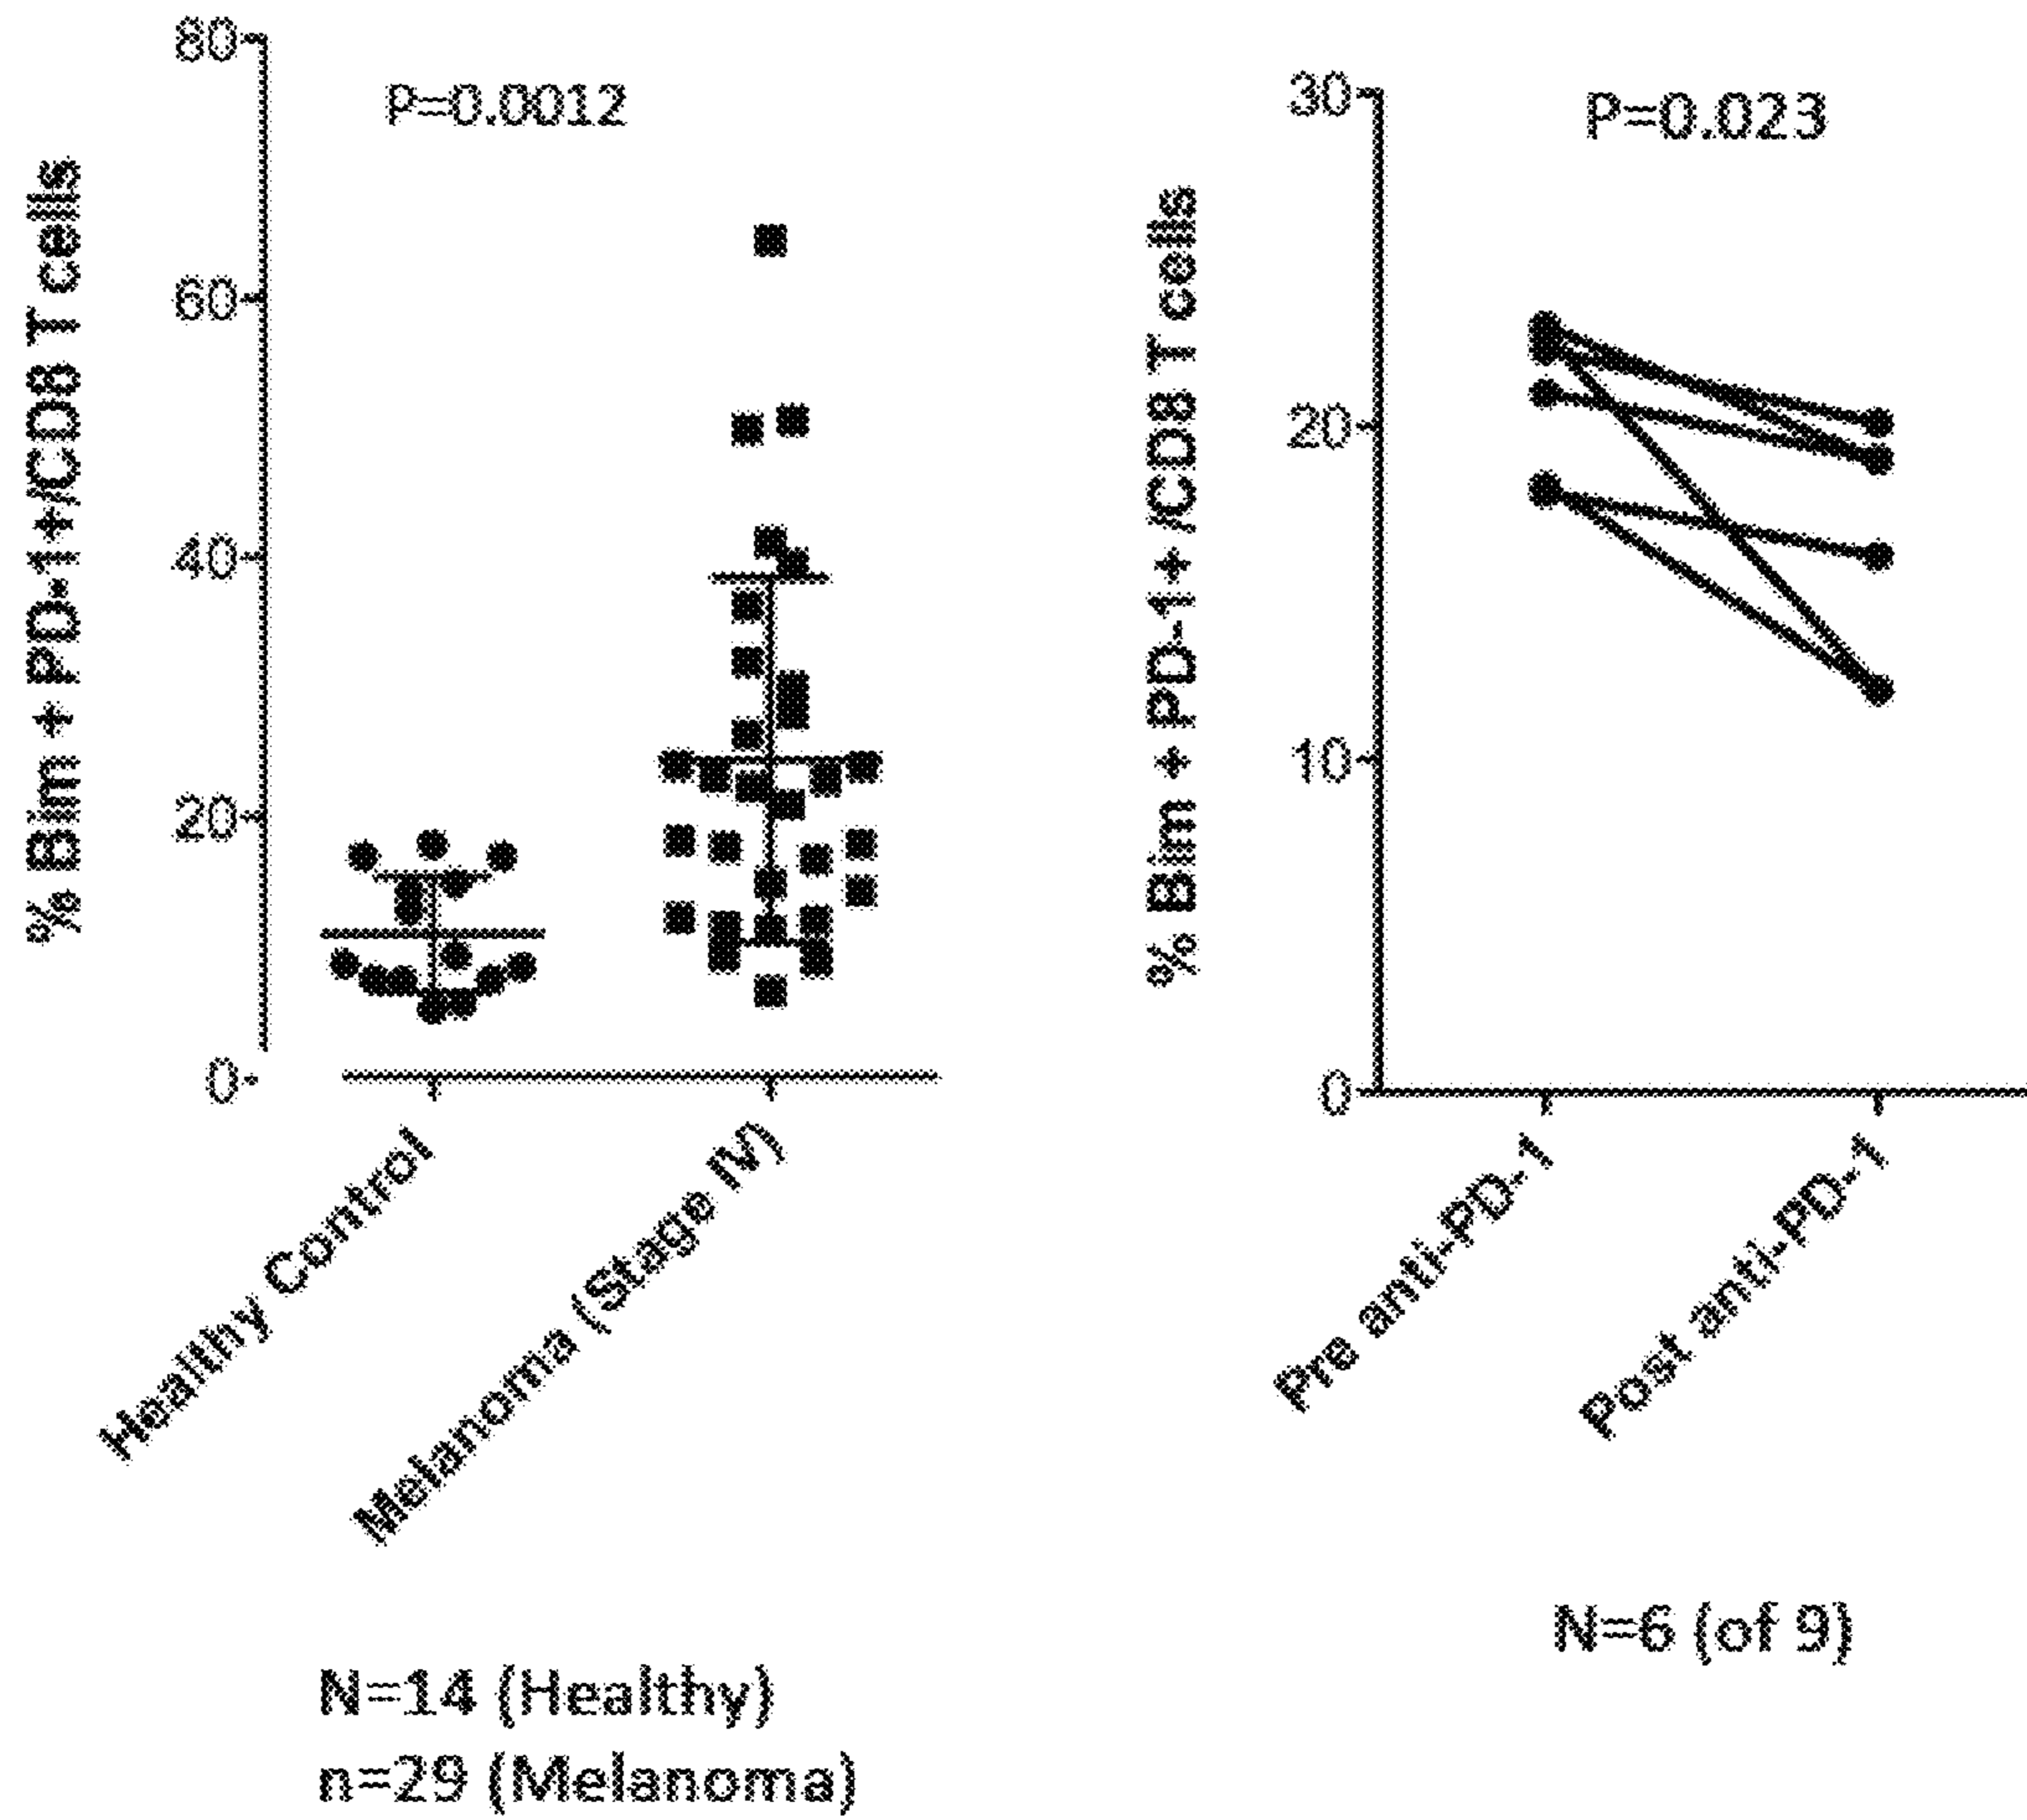 % Bim + PD-1+/CD8 T cells
80
60
40
20
0
P=0.0012
Healthy Control
Melanoma (Stage IV)
N=14 (Healthy)
n=29 (Melanoma)
% Bim + PD-1+ /CD8 T cells
30
20
10
0
P=0.023
Pre anti-PD-1
Post anti-PD-1
N=6 (of 9)